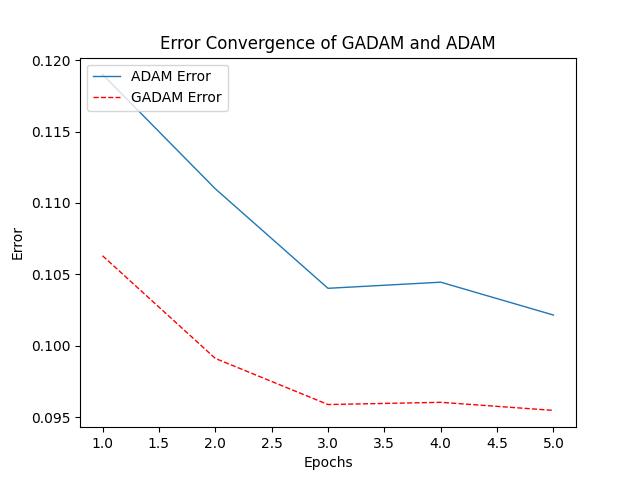 Error Convergence of GADAM and ADAM
ADAM Error
GADAM Error
0.120
0.115
0.110
0.105
0.100
0.095
Error
1.0 1.5 2.0 2.5 3.0 3.5 4.0 4.5 5.0
Epochs